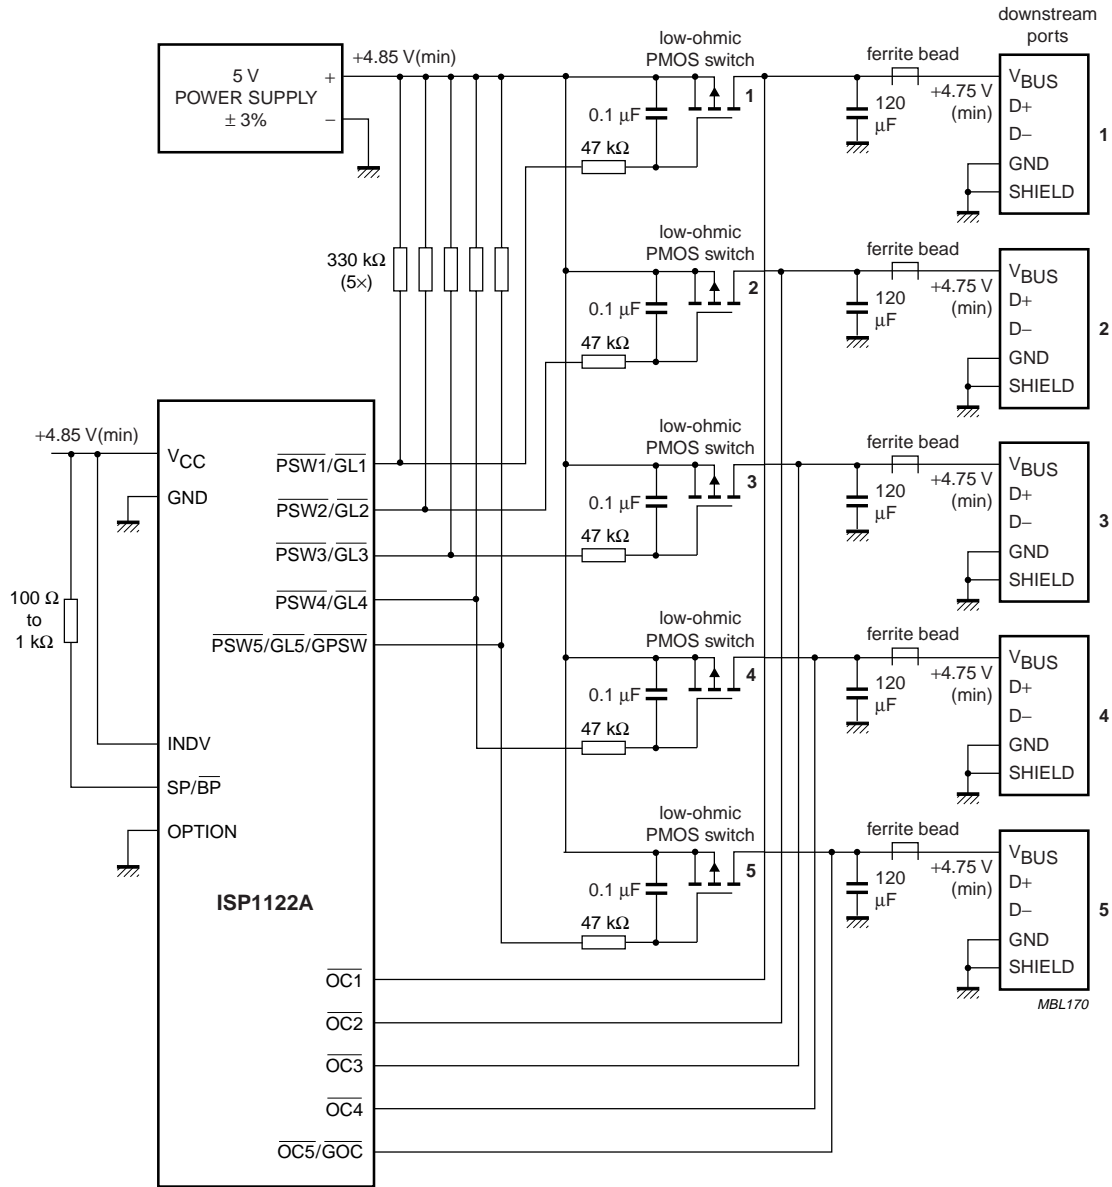 downstream
ports
low-ohmic
PMOS switch
ferrite bead
+4.85 V(min)
5 V
POWER SUPPLY
± 3%
+
−
0.1 µF
1
47 kΩ
120
µF
+4.75 V
(min)
VBUS
D+
D−
GND
SHIELD
1
330 kΩ
(5×)
low-ohmic
PMOS switch
ferrite bead
0.1 µF
2
47 kΩ
120
µF
+4.75 V
(min)
VBUS
D+
D−
GND
SHIELD
2
low-ohmic
PMOS switch
ferrite bead
0.1 µF
3
47 kΩ
120
µF
+4.75 V
(min)
VBUS
D+
D−
GND
SHIELD
3
low-ohmic
PMOS switch
ferrite bead
0.1 µF
4
47 kΩ
120
µF
+4.75 V
(min)
VBUS
D+
D−
GND
SHIELD
4
low-ohmic
PMOS switch
ferrite bead
0.1 µF
5
47 kΩ
120
µF
+4.75 V
(min)
VBUS
D+
D−
GND
SHIELD
5
+4.85 V(min)
100 Ω
to
1 kΩ
VCC
GND
INDV
SP/BP
OPTION
PSW1/GL1
PSW2/GL2
PSW3/GL3
PSW4/GL4
PSW5/GL5/GPSW
ISP1122A
OC1
OC2
OC3
OC4
OC5/GOC
MBL170